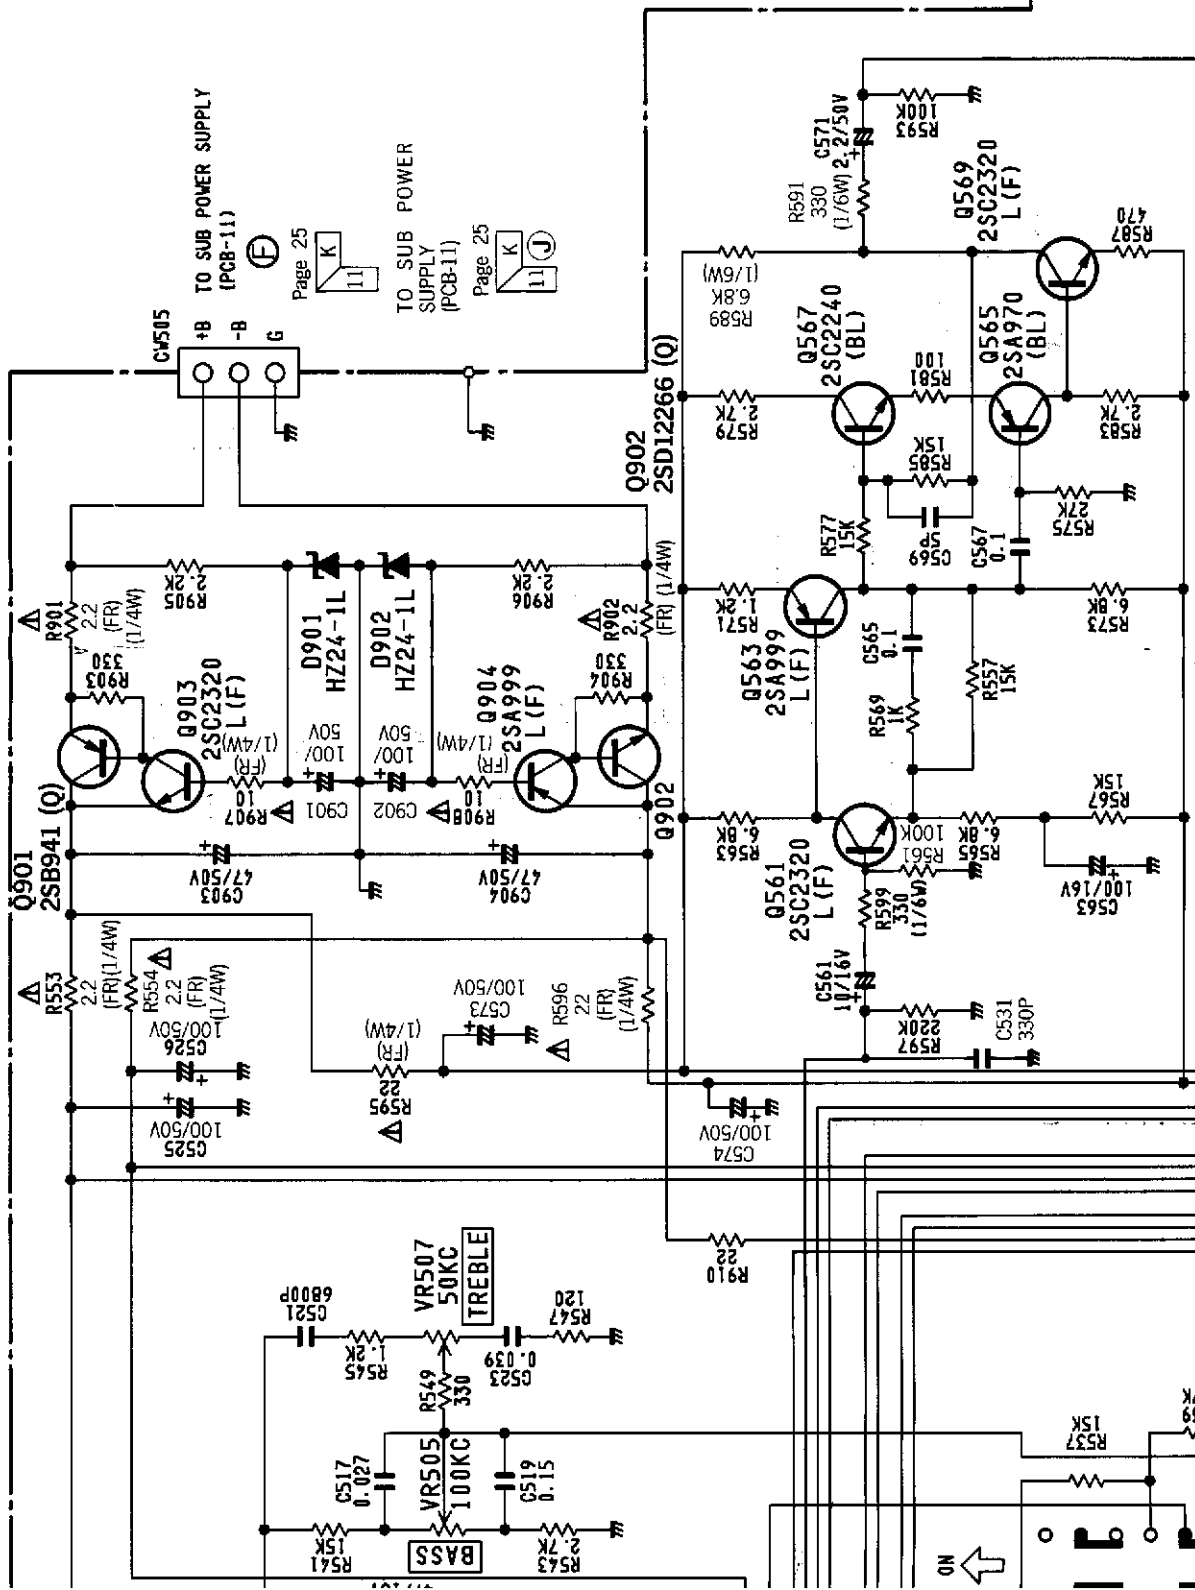 TO SUB POWER SUPPLY
(PCB-11)
F
Page 25
K
11
TO SUB POWER
SUPPLY
(PCB-11)
Page 25
K
11
J
CW505
+B
-B
G
R593
100K
C571
2.2/50V
+
R591
330
(1/6W)
Q569
2SC2320
L(F)
R587
470
R589
6.8K
(1/6W)
Q567
2SC2240
(BL)
R581
100
Q565
2SA970
(BL)
Q902
2SD1266 (Q)
R579
2.7K
R583
2.7K
R585
15K
R577
15K
C569
5P
C567
0.1
R575
27K
R901
2.2
(FR)
(1/4W)
R905
2.2K
D901
HZ24-1L
D902
HZ24-1L
R906
2.2K
R902
2.2
(FR) (1/4W)
R571
1.2K
Q563
2SA999
L(F)
C565
0.1
R573
6.8K
R569
1K
R557
15K
R903
330
Q903
2SC2320
L(F)
100/
50V
100/
50V
Q904
2SA999
L(F)
R904
330
Q901
2SB941 (Q)
R907
10
(FR)
(1/4W)
C901
+
C902
+
R908
10
(FR)
(1/4W)
Q902
R563
6.8K
Q561
2SC2320
L(F)
R561
100K
R565
6.8K
R567
15K
C903
47/50V
+
C904
47/50V
+
R599
330
(1/6W)
C563
100/16V
+
R553
2.2
(FR)(1/4W)
R554
2.2
(FR)
(1/4W)
C573
100/50V
+
R596
22
(FR)
(1/4W)
C561
10/16V
+
R597
220K
C531
330P
C526
100/50V
+
C525
100/50V
+
R595
22
(FR)
(1/4W)
C574
100/50V
+
R910
22
C521
6800P
VR507
50KC
TREBLE
R547
120
R545
1.2K
C523
0.039
R549
330
C517
0.027
VR505
100KC
C519
0.15
R537
15K
R541
15K
BASS
R543
2.7K
ON